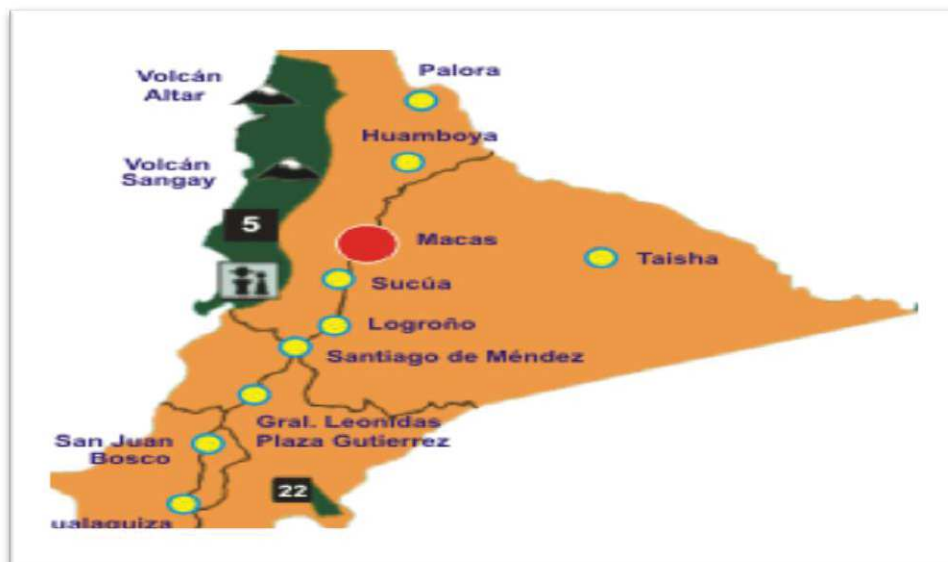 Palora
Volcán
Altar
Huamboya
Volcán
Sangay
5
Macas
Taisha
Sucúa
Logroño
Santiago de Méndez
Gral. Leonidas
Plaza Gutierrez
San Juan
Bosco
22
ualaquiza